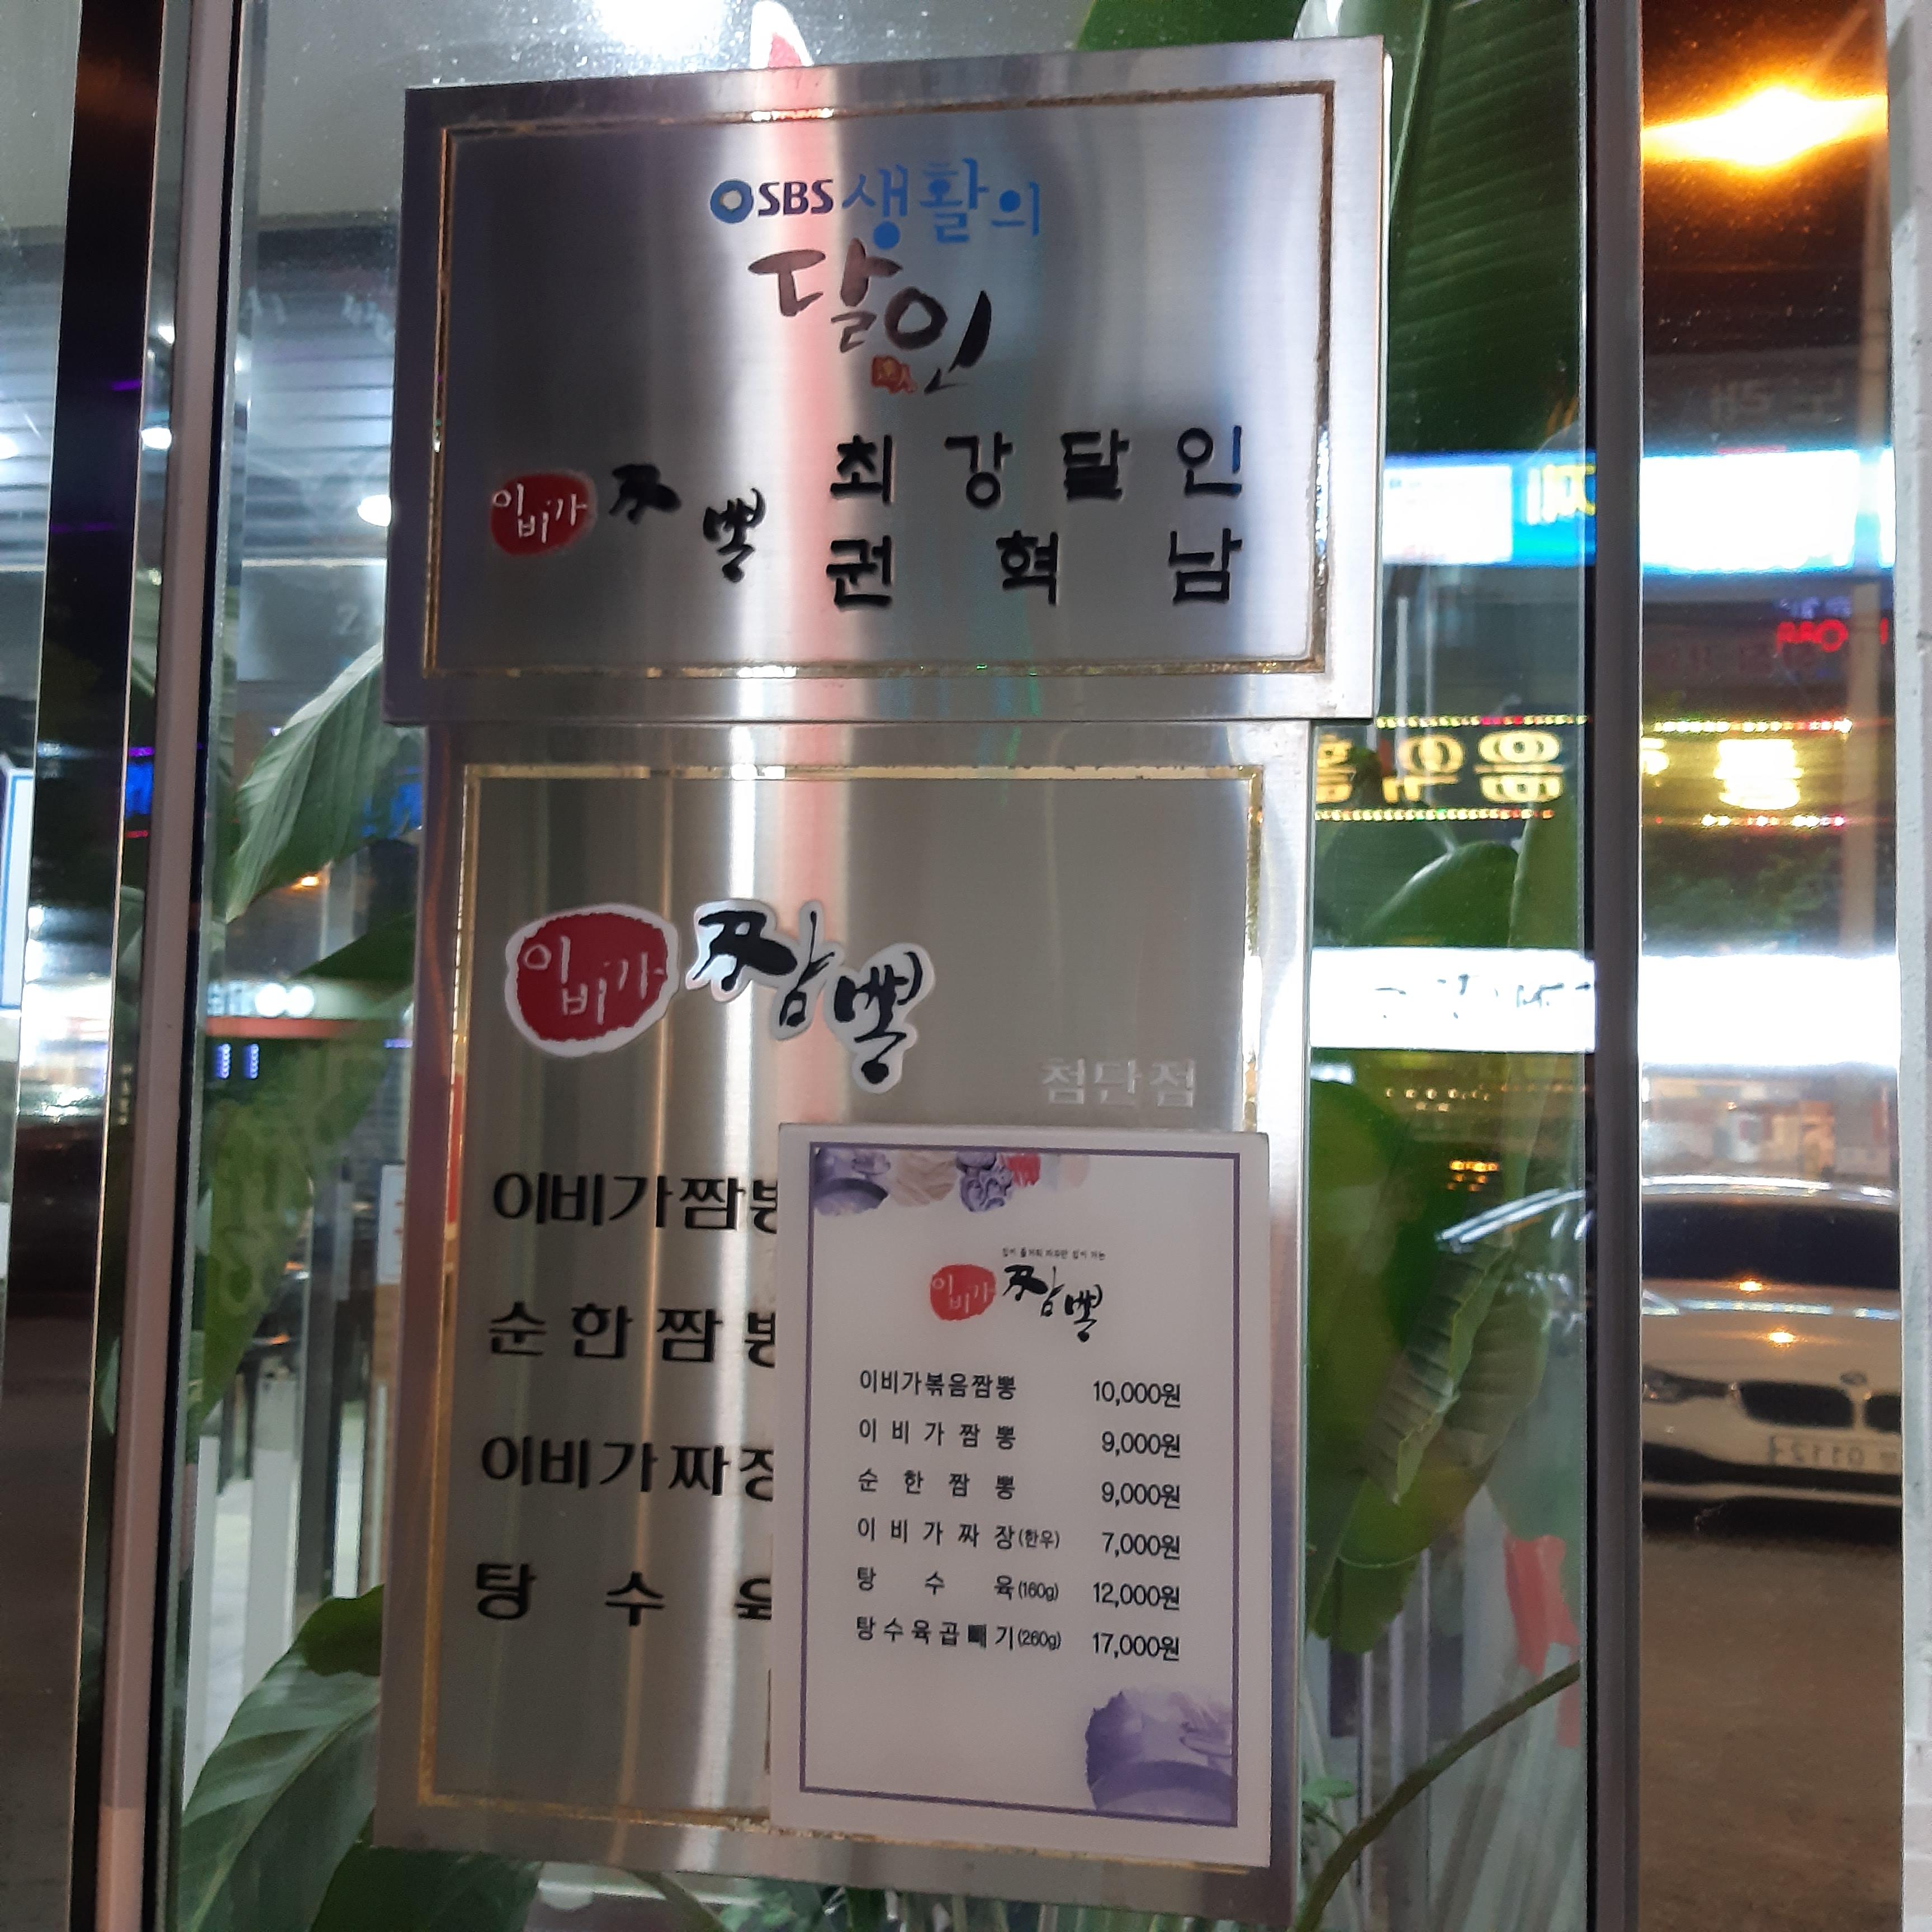 SBS 생활의
달인
최강달인
이비가 짬뽕
권혁남
이비가 짬뽕
첨단점
이비가짬뽕
순한짬뽕
이비가짜장
탕수육
이비가 짬뽕
이비가볶음짬뽕 10,000원
이비가짬뽕 9,000원
순한짬뽕 9,000원
이비가짜장(한우) 7,000원
탕수육(160g) 12,000원
탕수육곱빼기(260g) 17,000원